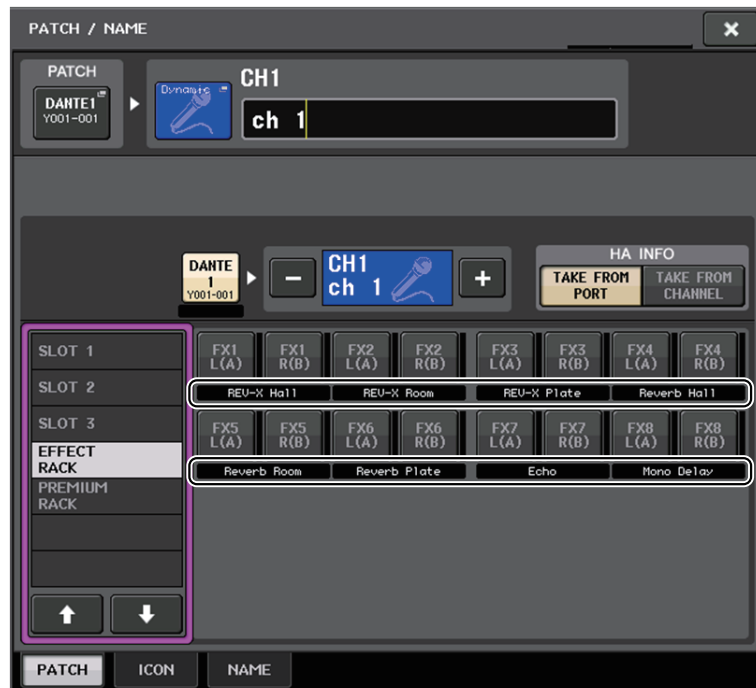 PATCH / NAME
×
PATCH
CH1
DANTE1
Y001-001
Dynamic
ch 1
HA INFO
DANTE
1
Y001-001
−
CH1
ch 1
+
TAKE FROM
PORT
TAKE FROM
CHANNEL
SLOT 1
SLOT 2
SLOT 3
EFFECT
RACK
PREMIUM
RACK
FX1
L(A)
FX1
R(B)
FX2
L(A)
FX2
R(B)
FX3
L(A)
FX3
R(B)
FX4
L(A)
FX4
R(B)
REV-X Hall
REV-X Room
REV-X Plate
Reverb Hall
FX5
L(A)
FX5
R(B)
FX6
L(A)
FX6
R(B)
FX7
L(A)
FX7
R(B)
FX8
L(A)
FX8
R(B)
Reverb Room
Reverb Plate
Echo
Mono Delay
PATCH
ICON
NAME